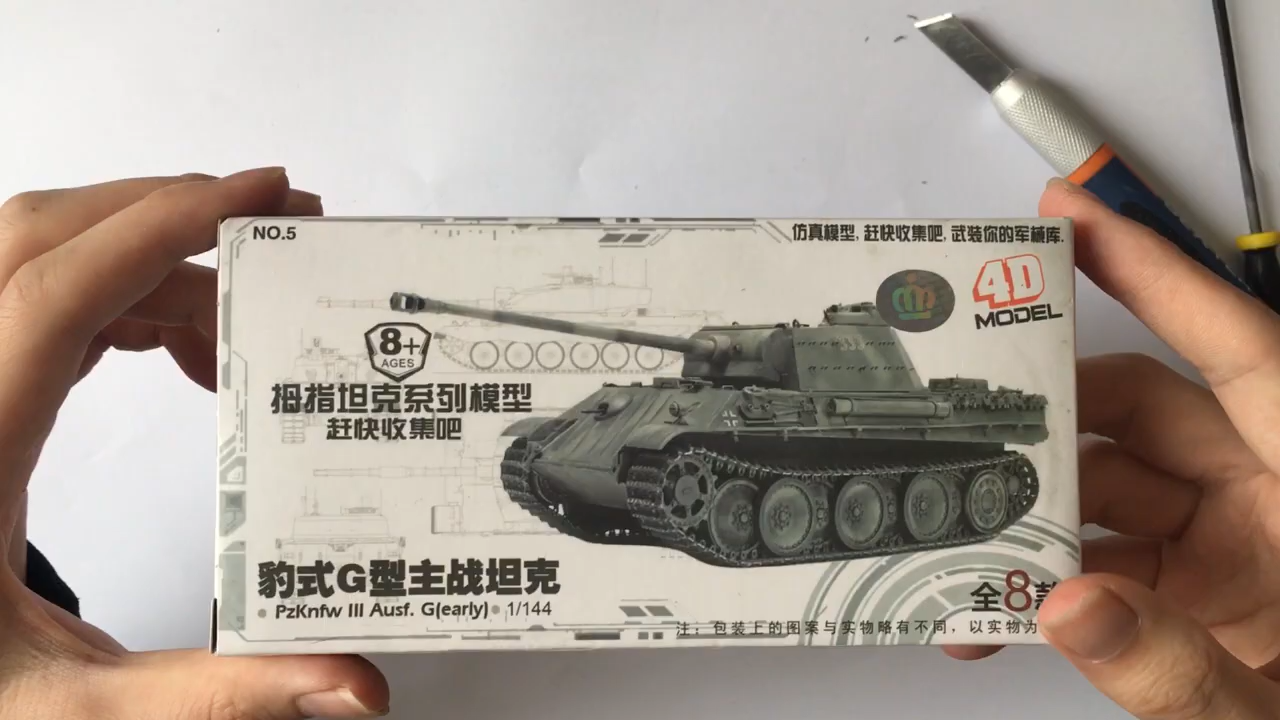 NO.5
仿真模型, 赶快收集吧, 武装你的军械库.
4D
MODEL
8+
AGES
拇指坦克系列模型
赶快收集吧
豹式G型主战坦克
PzKnfw III Ausf. G(early) 1/144
全8款
注: 包装上的图案与实物略有不同, 以实物为